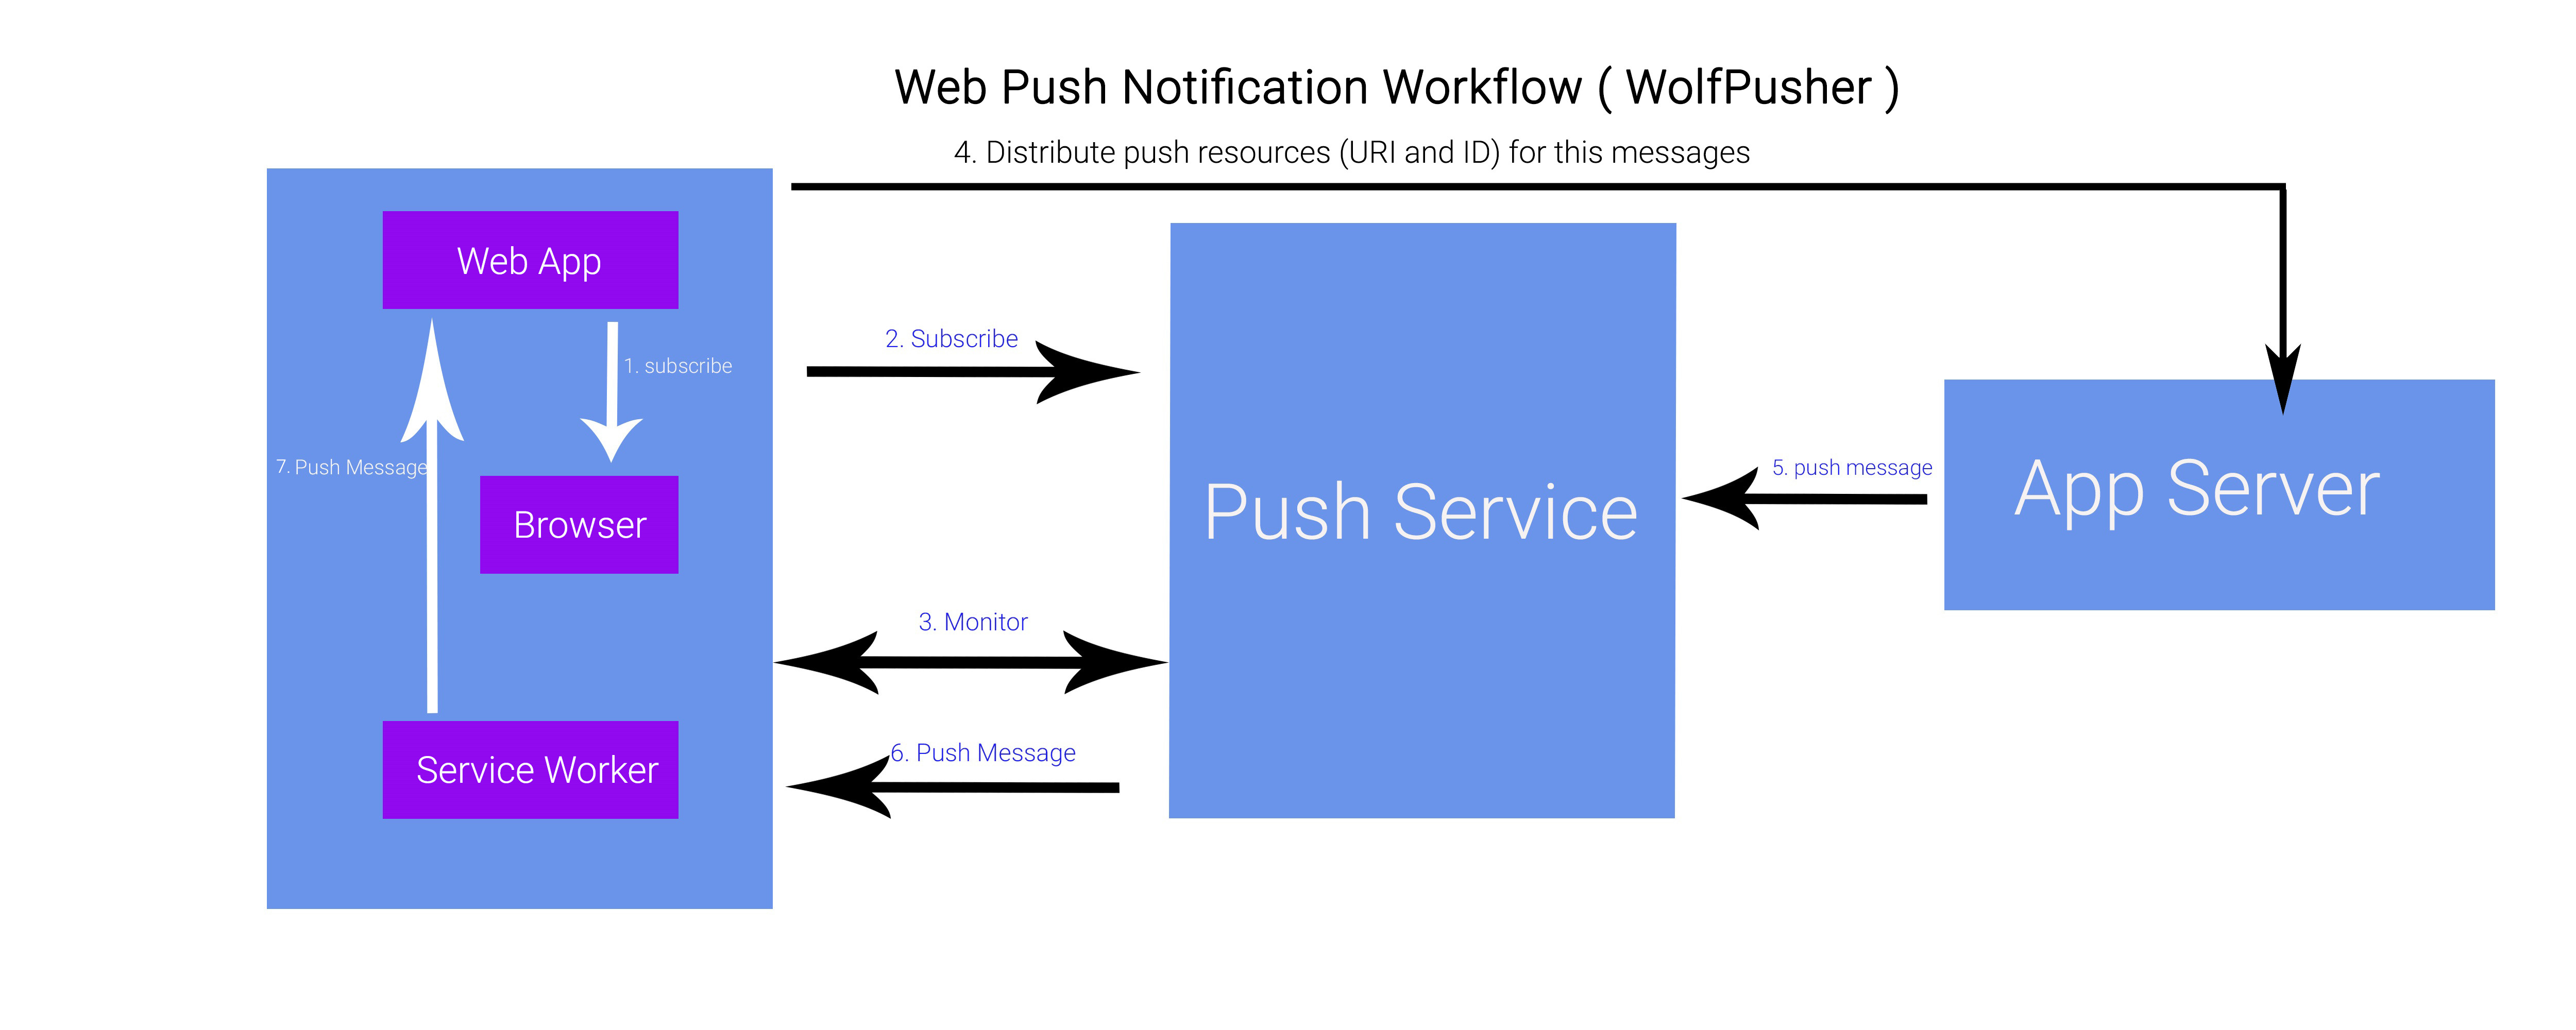 Web Push Notification Workflow ( WolfPusher )
4. Distribute push resources (URI and ID) for this messages
Web App
1. subscribe
2. Subscribe
7. Push Message
Browser
Push Service
5. push message
App Server
3. Monitor
6. Push Message
Service Worker